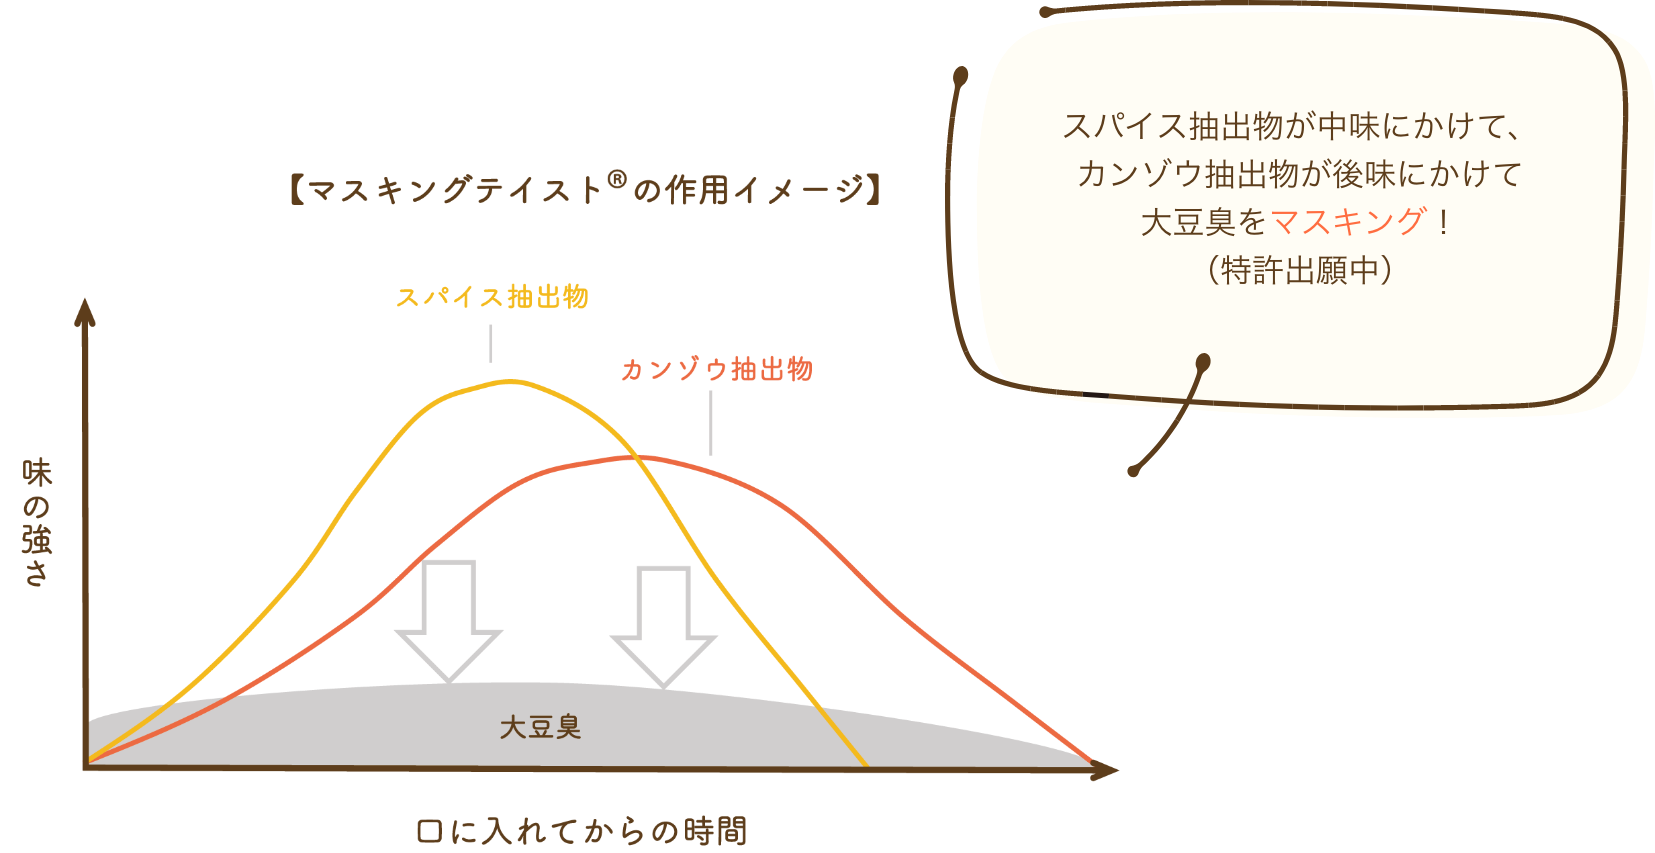 スパイス抽出物が中味にかけて、
カンゾウ抽出物が後味にかけて
大豆臭をマスキング！
（特許出願中）
【マスキングテイスト®の作用イメージ】
スパイス抽出物
カンゾウ抽出物
味の強さ
大豆臭
口に入れてからの時間